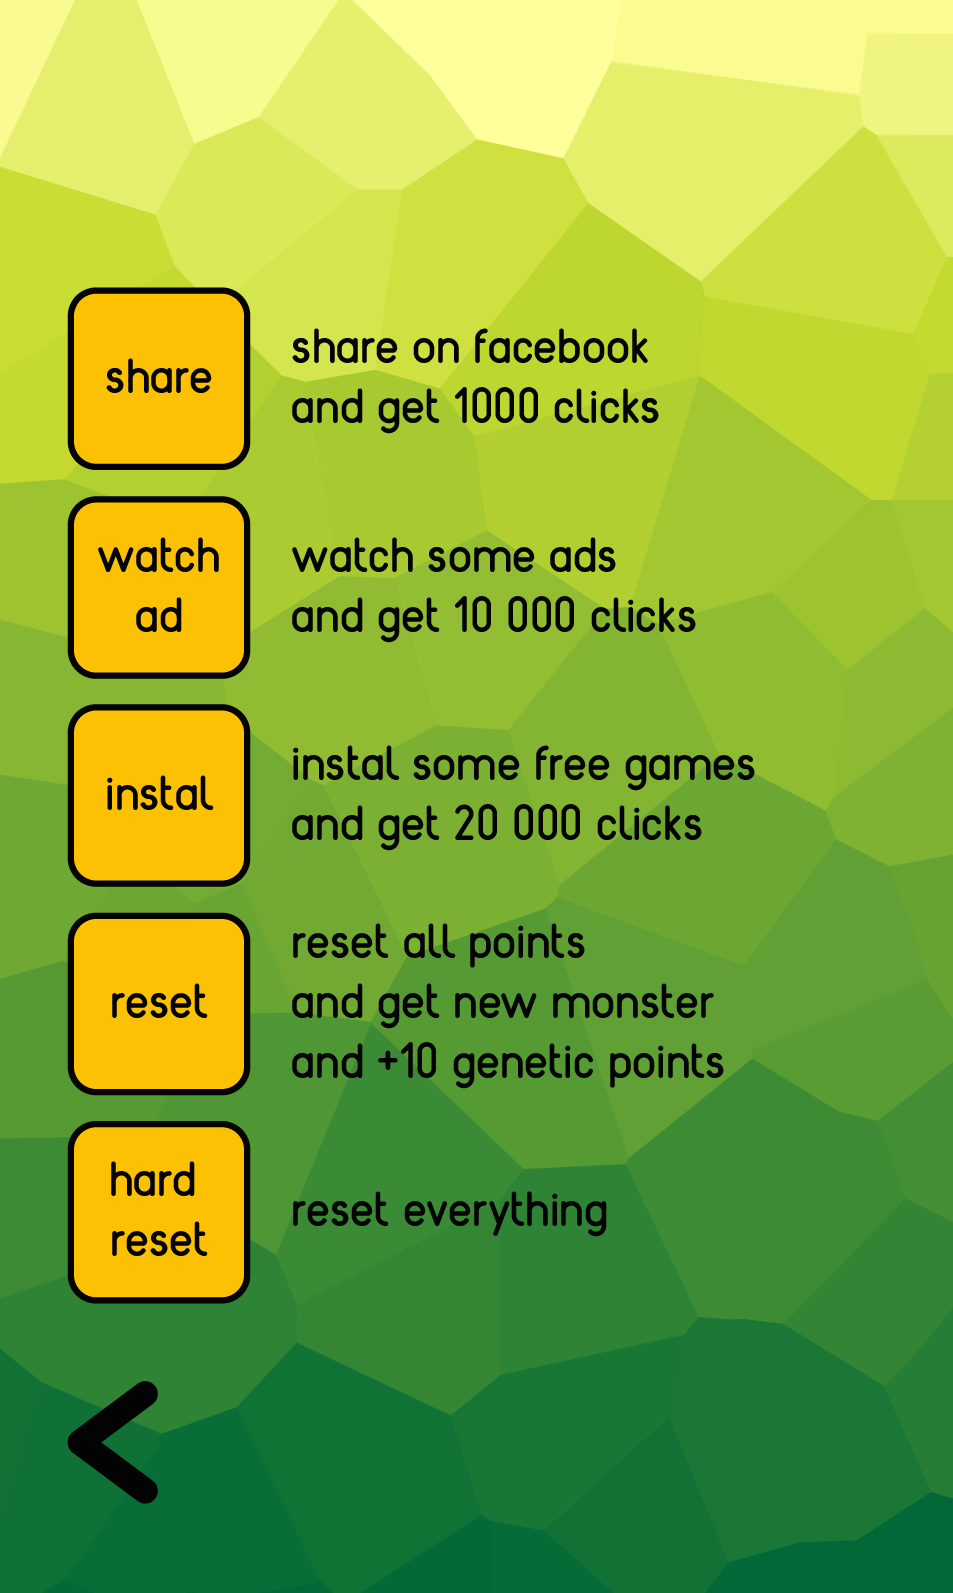 share
share on facebook
and get 1000 clicks
watch
ad
watch some ads
and get 10 000 clicks
instal
instal some free games
and get 20 000 clicks
reset
reset all points
and get new monster
and +10 genetic points
hard
reset
reset everything